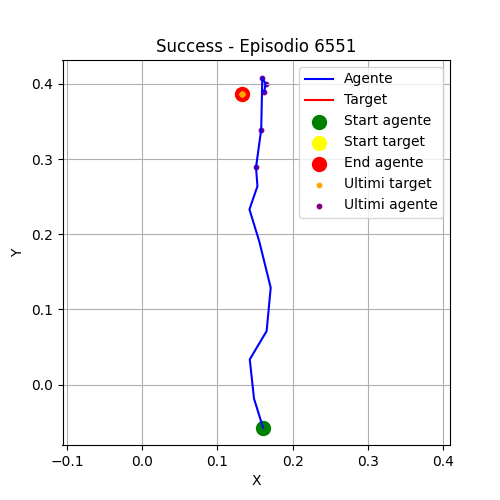 Success - Episodio 6551
Agente
Target
Start agente
Start target
End agente
Ultimi target
Ultimi agente
0.4
0.3
0.2
0.1
0.0
Y
−0.1
0.0
0.1
0.2
0.3
0.4
X